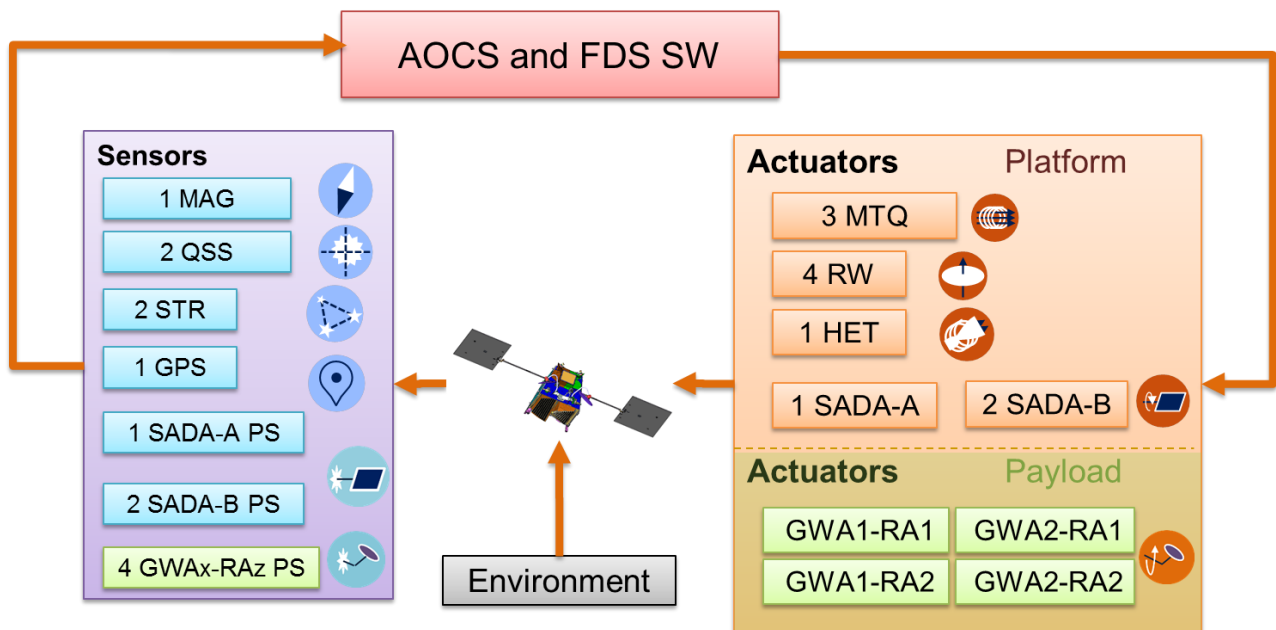 AOCS and FDS SW
Sensors
1 MAG
2 QSS
2 STR
1 GPS
1 SADA-A PS
2 SADA-B PS
4 GWAx-RAz PS
Environment
Actuators Platform
3 MTQ
4 RW
1 HET
1 SADA-A 2 SADA-B
Actuators Payload
GWA1-RA1 GWA2-RA1
GWA1-RA2 GWA2-RA2